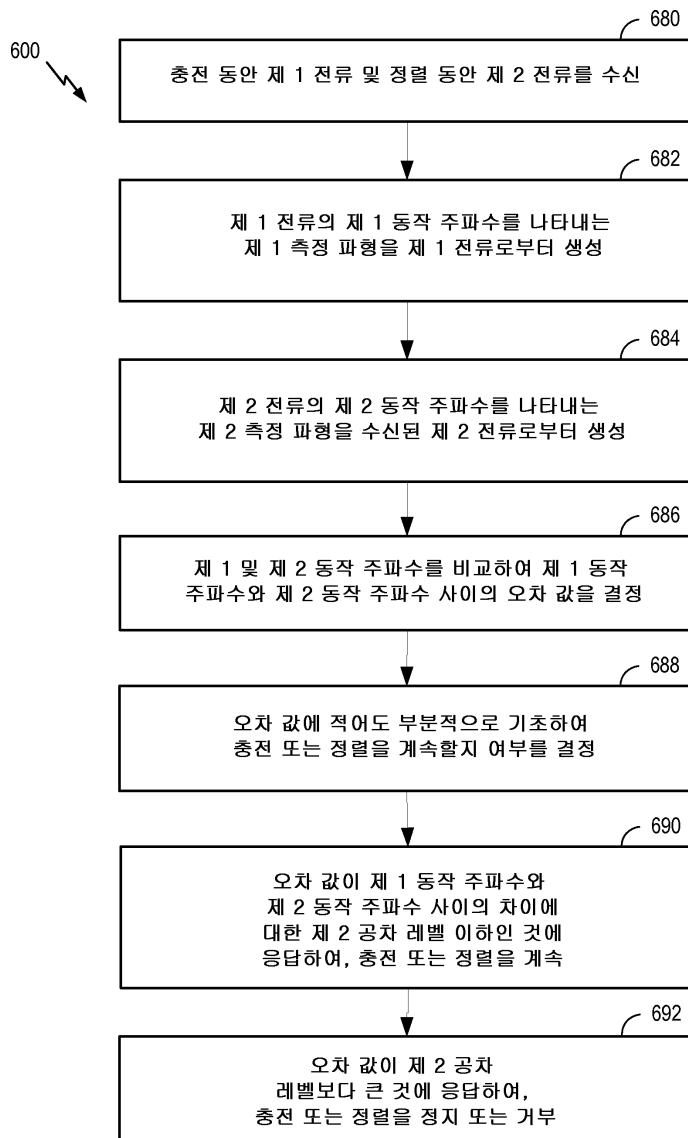 600
680
충전 동안 제 1 전류 및 정렬 동안 제 2 전류를 수신
682
제 1 전류의 제 1 동작 주파수를 나타내는
제 1 측정 파형을 제 1 전류로부터 생성
684
제 2 전류의 제 2 동작 주파수를 나타내는
제 2 측정 파형을 수신된 제 2 전류로부터 생성
686
제 1 및 제 2 동작 주파수를 비교하여 제 1 동작
주파수와 제 2 동작 주파수 사이의 오차 값을 결정
688
오차 값에 적어도 부분적으로 기초하여
충전 또는 정렬을 계속할지 여부를 결정
690
오차 값이 제 1 동작 주파수와
제 2 동작 주파수 사이의 차이에
대한 제 2 공차 레벨 이하인 것에
응답하여, 충전 또는 정렬을 계속
692
오차 값이 제 2 공차
레벨보다 큰 것에 응답하여,
충전 또는 정렬을 정지 또는 거부